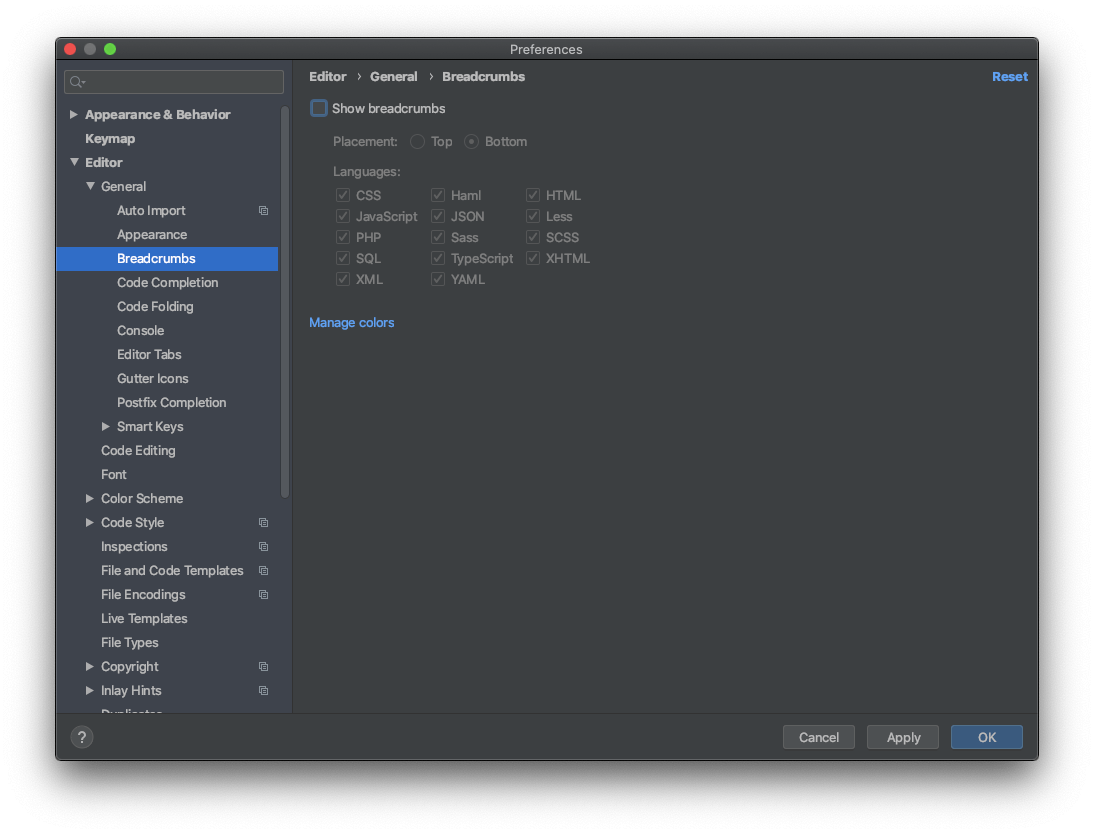 Preferences
Appearance & Behavior
Keymap
Editor
General
Auto Import
Appearance
Breadcrumbs
Code Completion
Code Folding
Console
Editor Tabs
Gutter Icons
Postfix Completion
Smart Keys
Code Editing
Font
Color Scheme
Code Style
Inspections
File and Code Templates
File Encodings
Live Templates
File Types
Copyright
Inlay Hints
Duplicates
Editor › General › Breadcrumbs
Reset
Show breadcrumbs
Placement: Top Bottom
Languages:
CSS Haml HTML
JavaScript JSON Less
PHP Sass SCSS
SQL TypeScript XHTML
XML YAML
Manage colors
? Cancel Apply OK